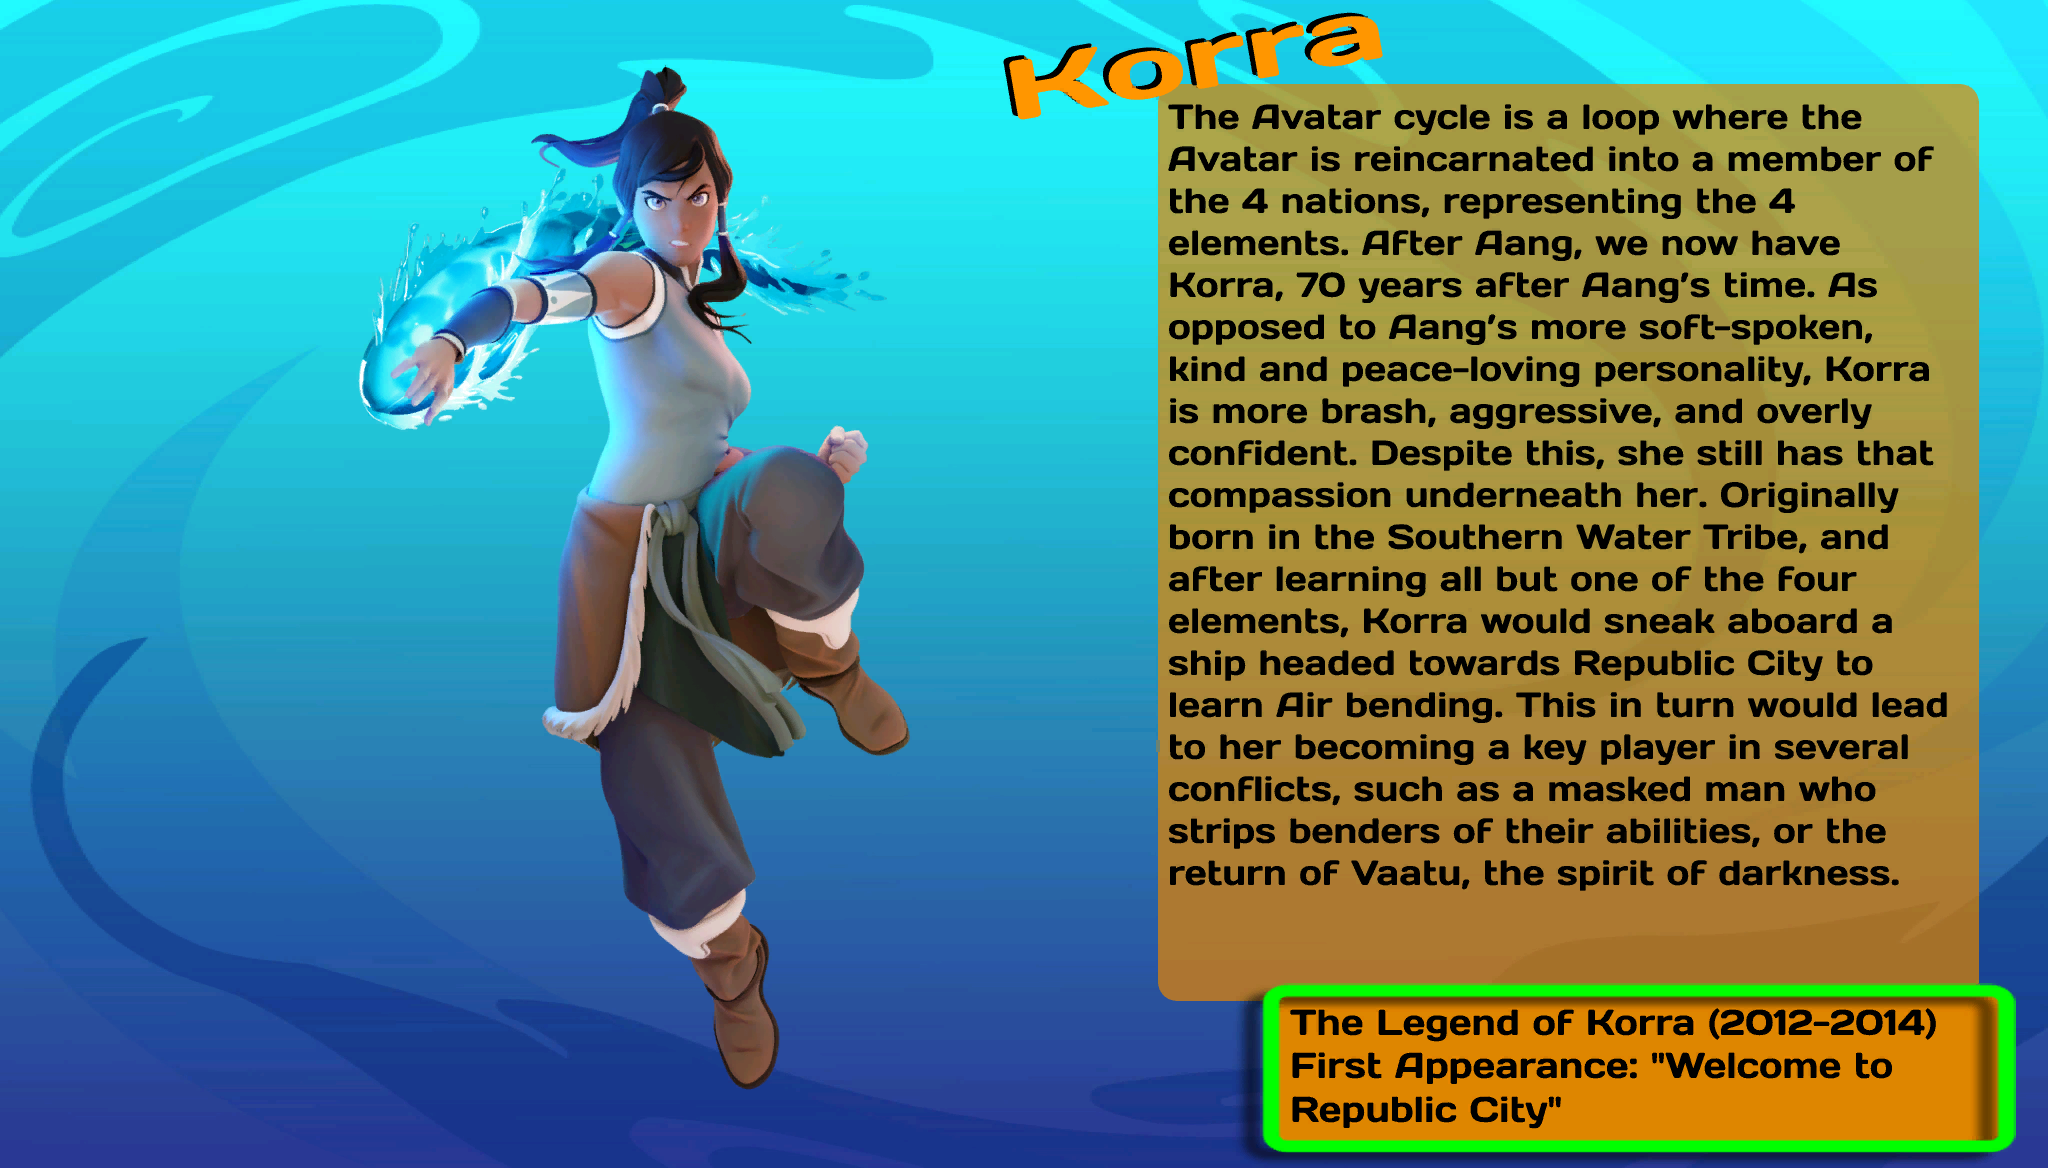 Korra
The Avatar cycle is a loop where the
Avatar is reincarnated into a member of
the 4 nations, representing the 4
elements. After Aang, we now have
Korra, 70 years after Aang's time. As
opposed to Aang's more soft-spoken,
kind and peace-loving personality, Korra
is more brash, aggressive, and overly
confident. Despite this, she still has that
compassion underneath her. Originally
born in the Southern Water Tribe, and
after learning all but one of the four
elements, Korra would sneak aboard a
ship headed towards Republic City to
learn Air bending. This in turn would lead
to her becoming a key player in several
conflicts, such as a masked man who
strips benders of their abilities, or the
return of Vaatu, the spirit of darkness.
The Legend of Korra (2012-2014)
First Appearance: "Welcome to
Republic City"